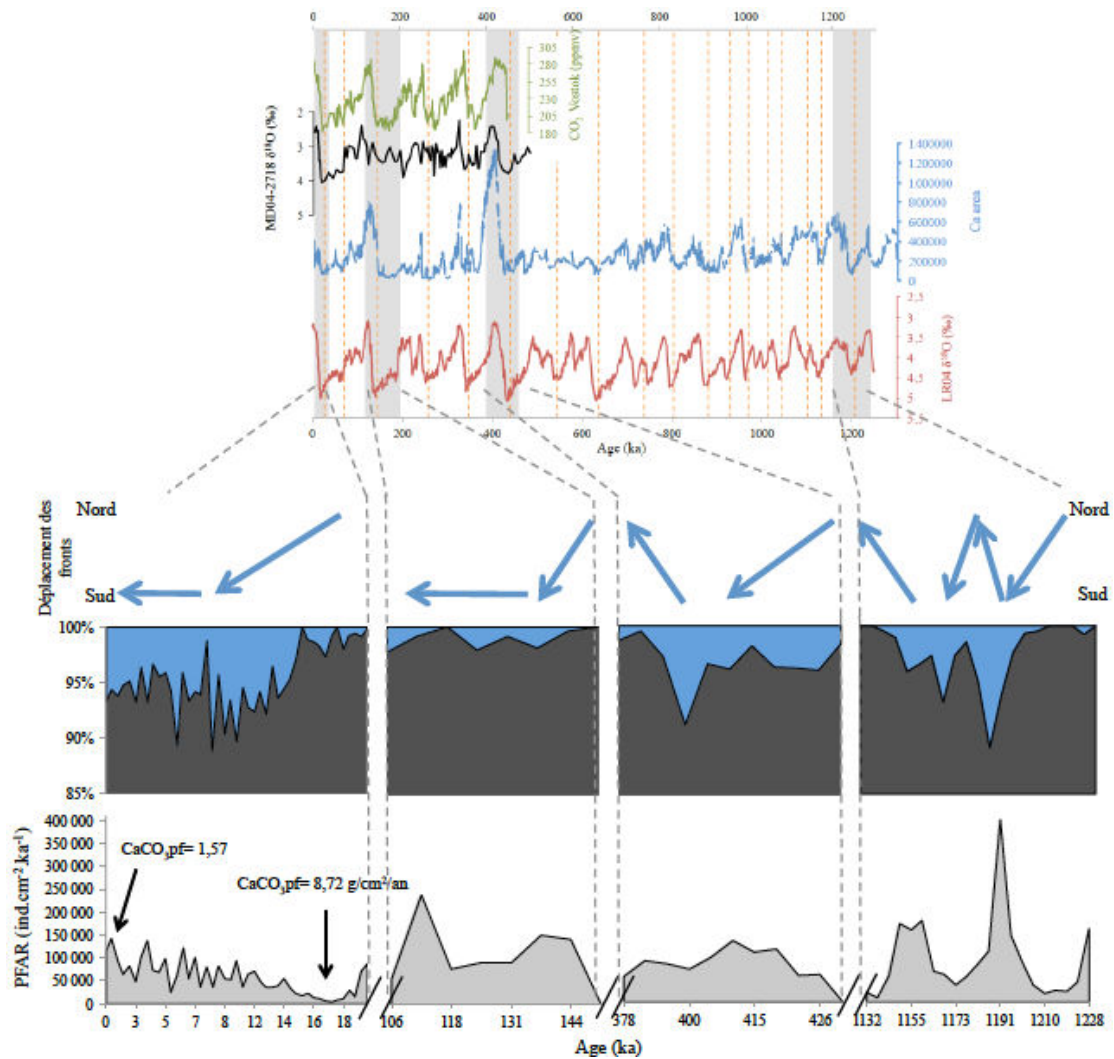 0 200 400 600 800 1000 1200
305
280
255
230
205
180
CO₂ Vostok (ppmv)
2
3
4
5
MD04-2718 δ¹⁸O (‰)
1400000
1200000
1000000
800000
600000
400000
200000
0
Ca area
2,5
3
3,5
4
4,5
5
5,5
LR04 δ¹⁸O (‰)
0 200 400 600 800 1000 1200
Age (ka)
Déplacement des
fronts
Nord
Sud
Nord
Sud
100%
95%
90%
85%
400 000
350 000
300 000
250 000
200 000
150 000
100 000
50 000
0
PFAR (ind.cm⁻².ka⁻¹)
CaCO₃pf= 1,57
CaCO₃pf= 8,72 g/cm²/an
0 3 4 5 7 8 10 12 14 16 18 106 118 131 144 378 400 415 426 1132 1155 1173 1191 1210 1228
Age (ka)